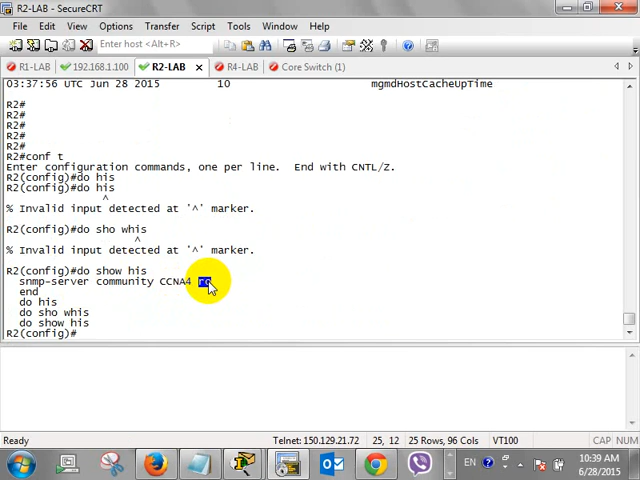 R2-LAB - SecureCRT
File Edit View Options Transfer Script Tools Window Help
Enter host <Alt+R>
R1-LAB 192.168.1.100 R2-LAB R4-LAB Core Switch (1)
03:37:56 UTC Jun 28 2015 10 mgmdHostCacheUpTime
R2#
R2#
R2#
R2#
R2#
R2#conf t
Enter configuration commands, one per line. End with CNTL/Z.
R2(config)#do his
R2(config)#do his
^
% Invalid input detected at '^' marker.
R2(config)#do sho whis
^
% Invalid input detected at '^' marker.
R2(config)#do show his
snmp-server community CCNA4 ro
end
do his
do sho whis
do show his
R2(config)#
Ready Telnet: 150.129.21.72 25, 12 25 Rows, 96 Cols VT100 CAP NUM
EN 10:39 AM
6/28/2015